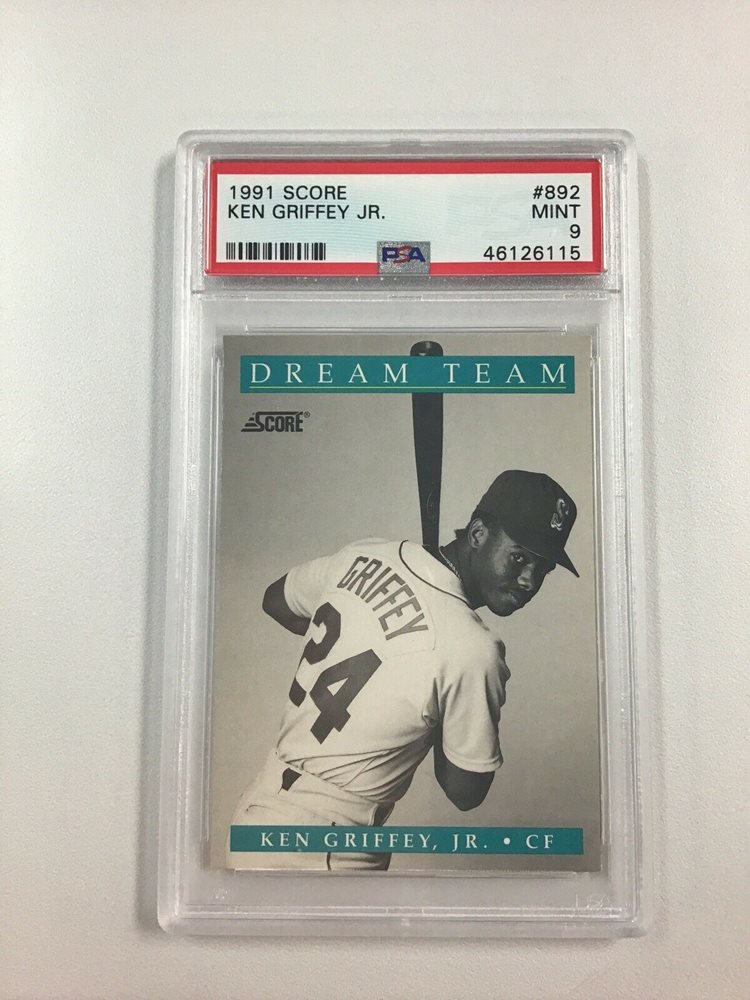 1991 SCORE #892
KEN GRIFFEY JR. MINT
9
PSA 46126115
DREAM TEAM
SCORE®
S
GRIFFEY
24
KEN GRIFFEY, JR. • CF